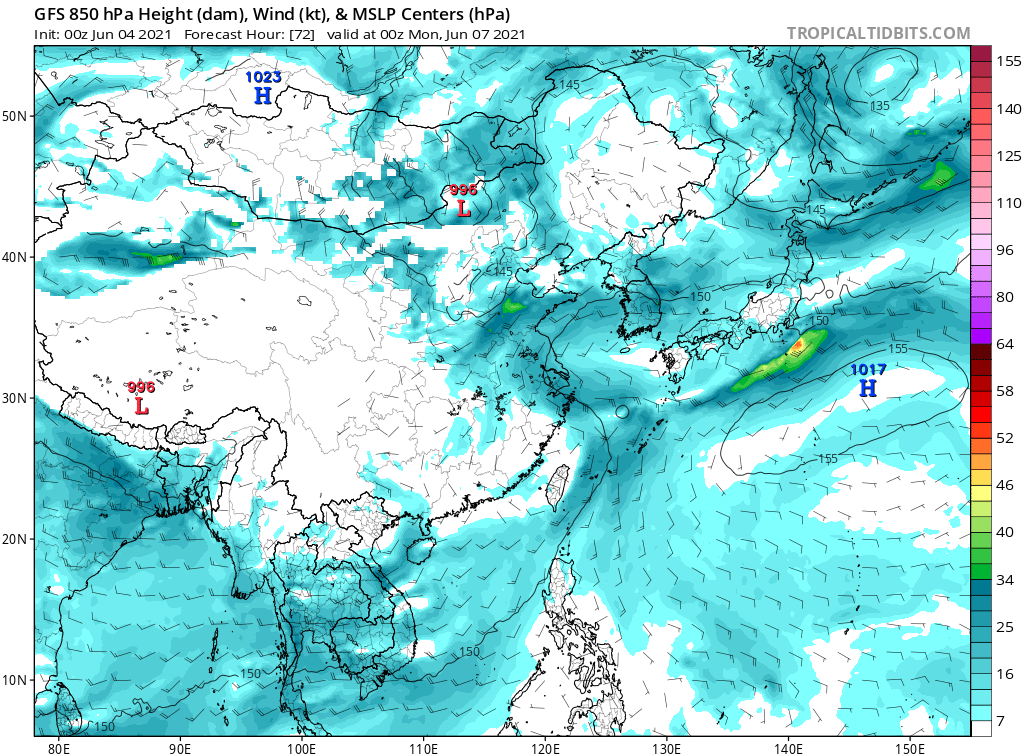 GFS 850 hPa Height (dam), Wind (kt), & MSLP Centers (hPa)
Init: 00z Jun 04 2021 Forecast Hour: [72] valid at 00z Mon, Jun 07 2021
TROPICALTIDBITS.COM
155
140
125
110
96
80
64
58
52
46
40
34
25
16
7
50N
40N
30N
20N
10N
80E
90E
100E
110E
120E
130E
140E
150E
1023
H
145
135
996
L
145
145
150
150
155
996
L
1017
H
155
150
150
150